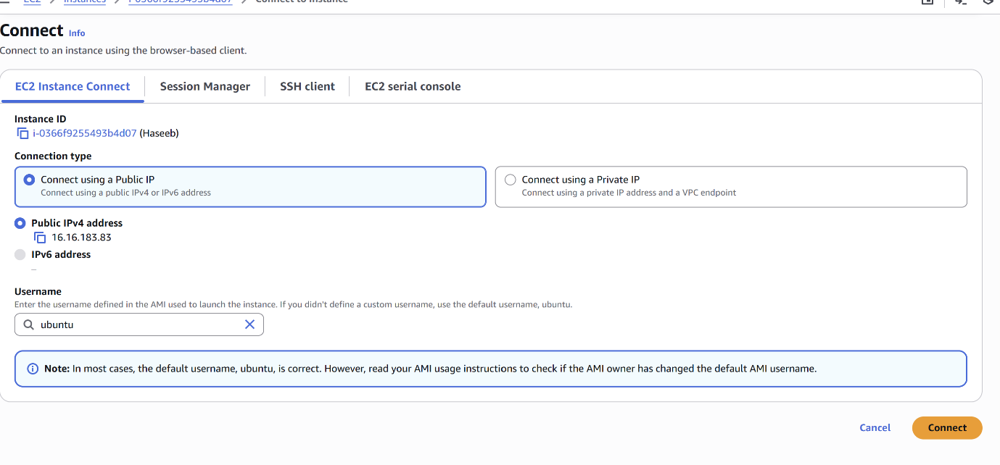 EC2 Instances i-0366f9255493b4d07 Connect to instance
Connect Info
Connect to an instance using the browser-based client.
EC2 Instance Connect Session Manager SSH client EC2 serial console
Instance ID
i-0366f9255493b4d07 (Haseeb)
Connection type
Connect using a Public IP
Connect using a public IPv4 or IPv6 address
Connect using a Private IP
Connect using a private IP address and a VPC endpoint
Public IPv4 address
16.16.183.83
IPv6 address
–
Username
Enter the username defined in the AMI used to launch the instance. If you didn't define a custom username, use the default username, ubuntu.
ubuntu
Note: In most cases, the default username, ubuntu, is correct. However, read your AMI usage instructions to check if the AMI owner has changed the default AMI username.
Cancel Connect